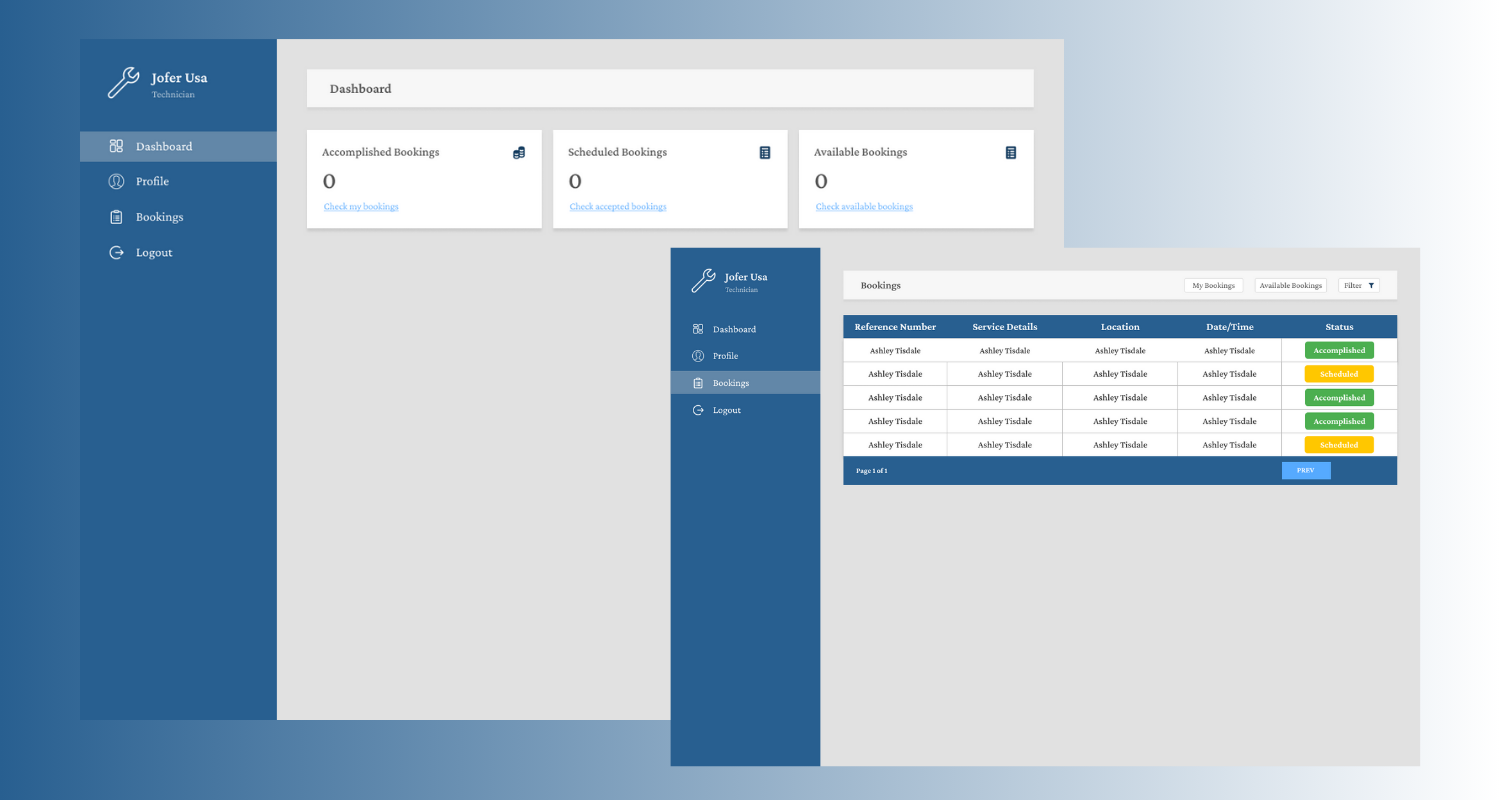 Jofer Usa
Technician
Dashboard
Profile
Bookings
Logout
Dashboard
Accomplished Bookings
0
Check my bookings
Scheduled Bookings
0
Check accepted bookings
Available Bookings
0
Check available bookings
Jofer Usa
Technician
Dashboard
Profile
Bookings
Logout
Bookings My Bookings Available Bookings Filter
Reference Number Service Details Location Date/Time Status
Ashley Tisdale Ashley Tisdale Ashley Tisdale Ashley Tisdale Accomplished
Ashley Tisdale Ashley Tisdale Ashley Tisdale Ashley Tisdale Scheduled
Ashley Tisdale Ashley Tisdale Ashley Tisdale Ashley Tisdale Accomplished
Ashley Tisdale Ashley Tisdale Ashley Tisdale Ashley Tisdale Accomplished
Ashley Tisdale Ashley Tisdale Ashley Tisdale Ashley Tisdale Scheduled
Page 1 of 1 PREV